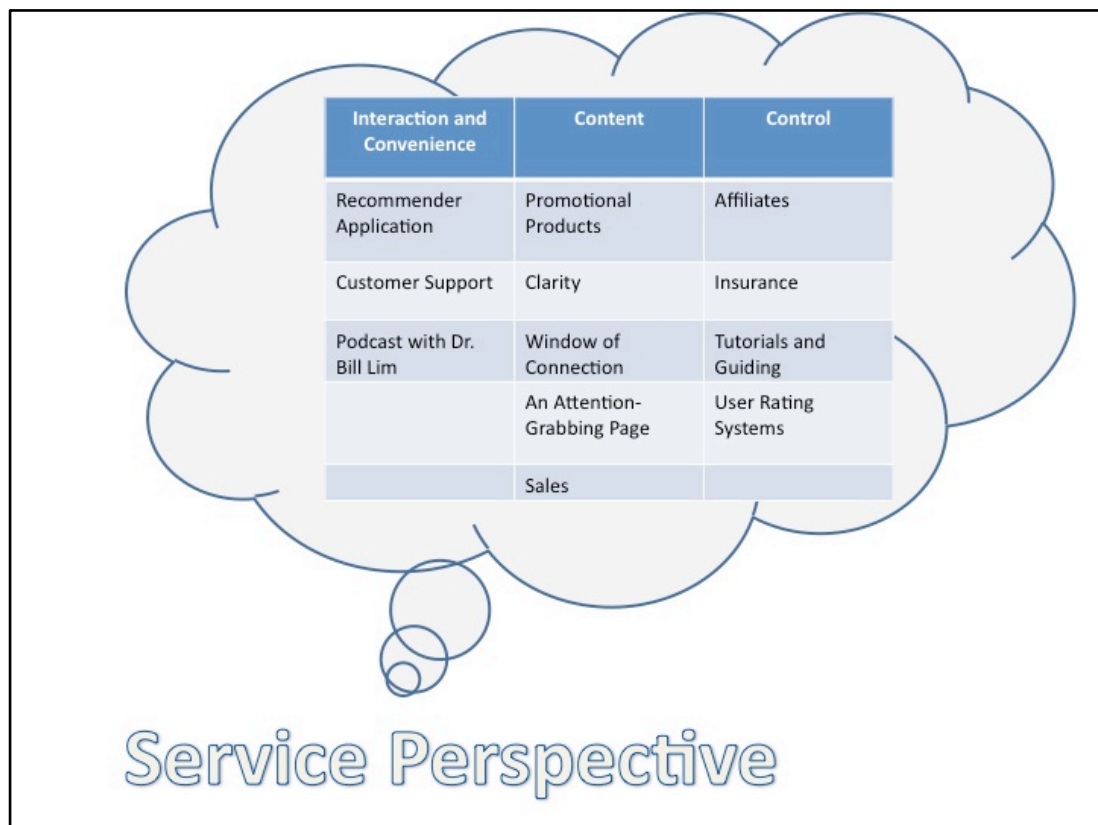 Interaction and
Convenience
Content
Control
Recommender
Application
Promotional
Products
Affiliates
Customer Support
Clarity
Insurance
Podcast with Dr.
Bill Lim
Window of
Connection
Tutorials and
Guiding
An Attention-
Grabbing Page
User Rating
Systems
Sales
Service Perspective